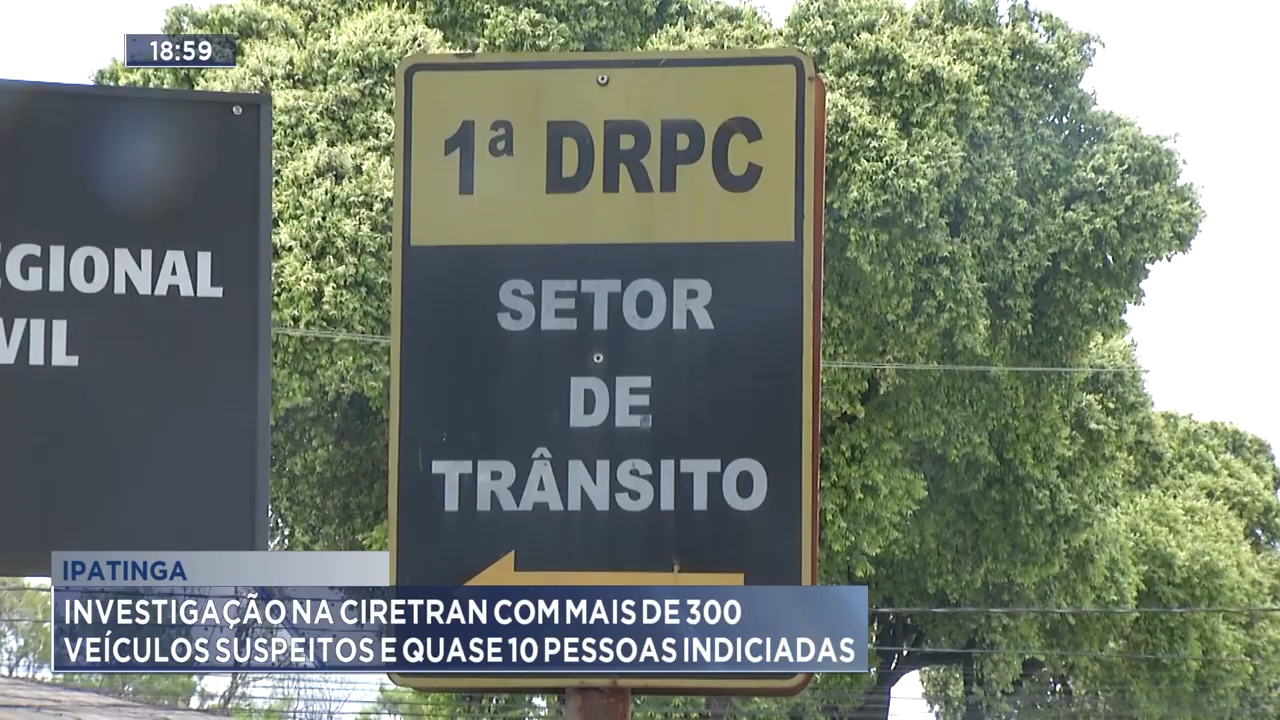 18:59
1ª DRPC
SETOR
DE
TRÂNSITO
EGIONAL
VIL
IPATINGA
INVESTIGAÇÃO NA CIRETRAN COM MAIS DE 300
VEÍCULOS SUSPEITOS E QUASE 10 PESSOAS INDICIADAS